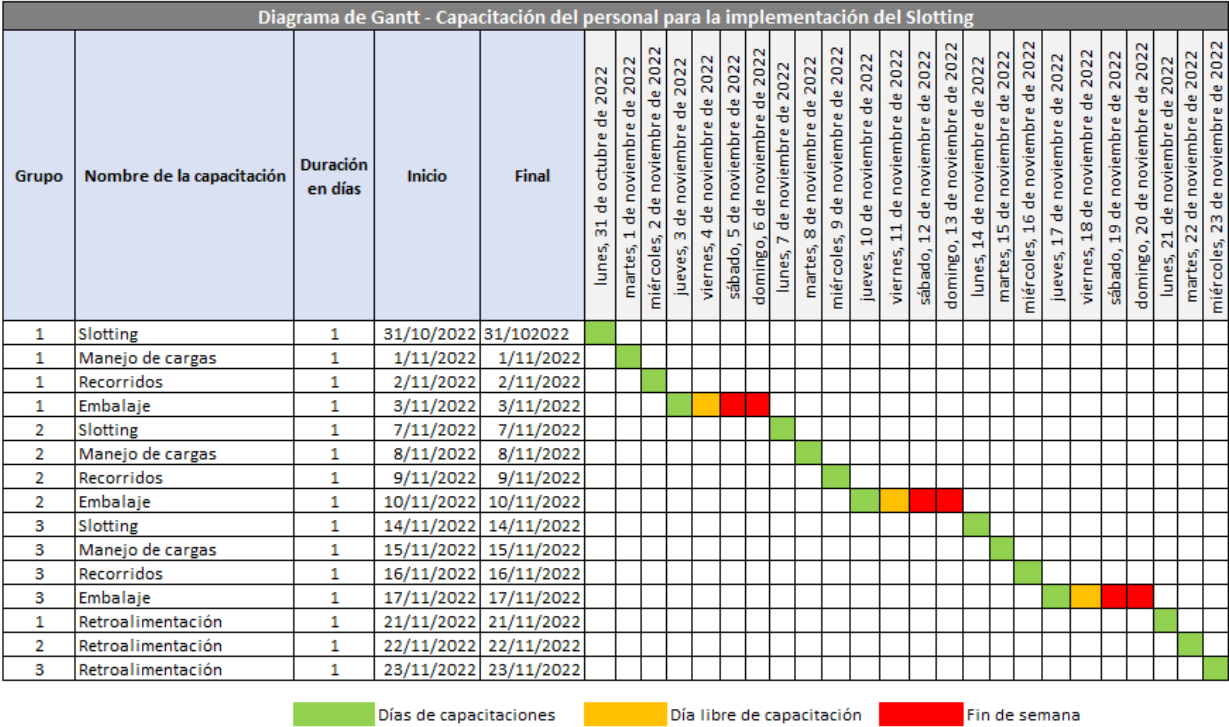 Diagrama de Gantt - Capacitación del personal para la implementación del Slotting
Grupo Nombre de la capacitación Duración en días Inicio Final
lunes, 31 de octubre de 2022
martes, 1 de noviembre de 2022
miércoles, 2 de noviembre de 2022
jueves, 3 de noviembre de 2022
viernes, 4 de noviembre de 2022
sábado, 5 de noviembre de 2022
domingo, 6 de noviembre de 2022
lunes, 7 de noviembre de 2022
martes, 8 de noviembre de 2022
miércoles, 9 de noviembre de 2022
jueves, 10 de noviembre de 2022
viernes, 11 de noviembre de 2022
sábado, 12 de noviembre de 2022
domingo, 13 de noviembre de 2022
lunes, 14 de noviembre de 2022
martes, 15 de noviembre de 2022
miércoles, 16 de noviembre de 2022
jueves, 17 de noviembre de 2022
viernes, 18 de noviembre de 2022
sábado, 19 de noviembre de 2022
domingo, 20 de noviembre de 2022
lunes, 21 de noviembre de 2022
martes, 22 de noviembre de 2022
miércoles, 23 de noviembre de 2022
1 Slotting 1 31/10/2022 31/102022
1 Manejo de cargas 1 1/11/2022 1/11/2022
1 Recorridos 1 2/11/2022 2/11/2022
1 Embalaje 1 3/11/2022 3/11/2022
2 Slotting 1 7/11/2022 7/11/2022
2 Manejo de cargas 1 8/11/2022 8/11/2022
2 Recorridos 1 9/11/2022 9/11/2022
2 Embalaje 1 10/11/2022 10/11/2022
3 Slotting 1 14/11/2022 14/11/2022
3 Manejo de cargas 1 15/11/2022 15/11/2022
3 Recorridos 1 16/11/2022 16/11/2022
3 Embalaje 1 17/11/2022 17/11/2022
1 Retroalimentación 1 21/11/2022 21/11/2022
2 Retroalimentación 1 22/11/2022 22/11/2022
3 Retroalimentación 1 23/11/2022 23/11/2022
Días de capacitaciones Día libre de capacitación Fin de semana